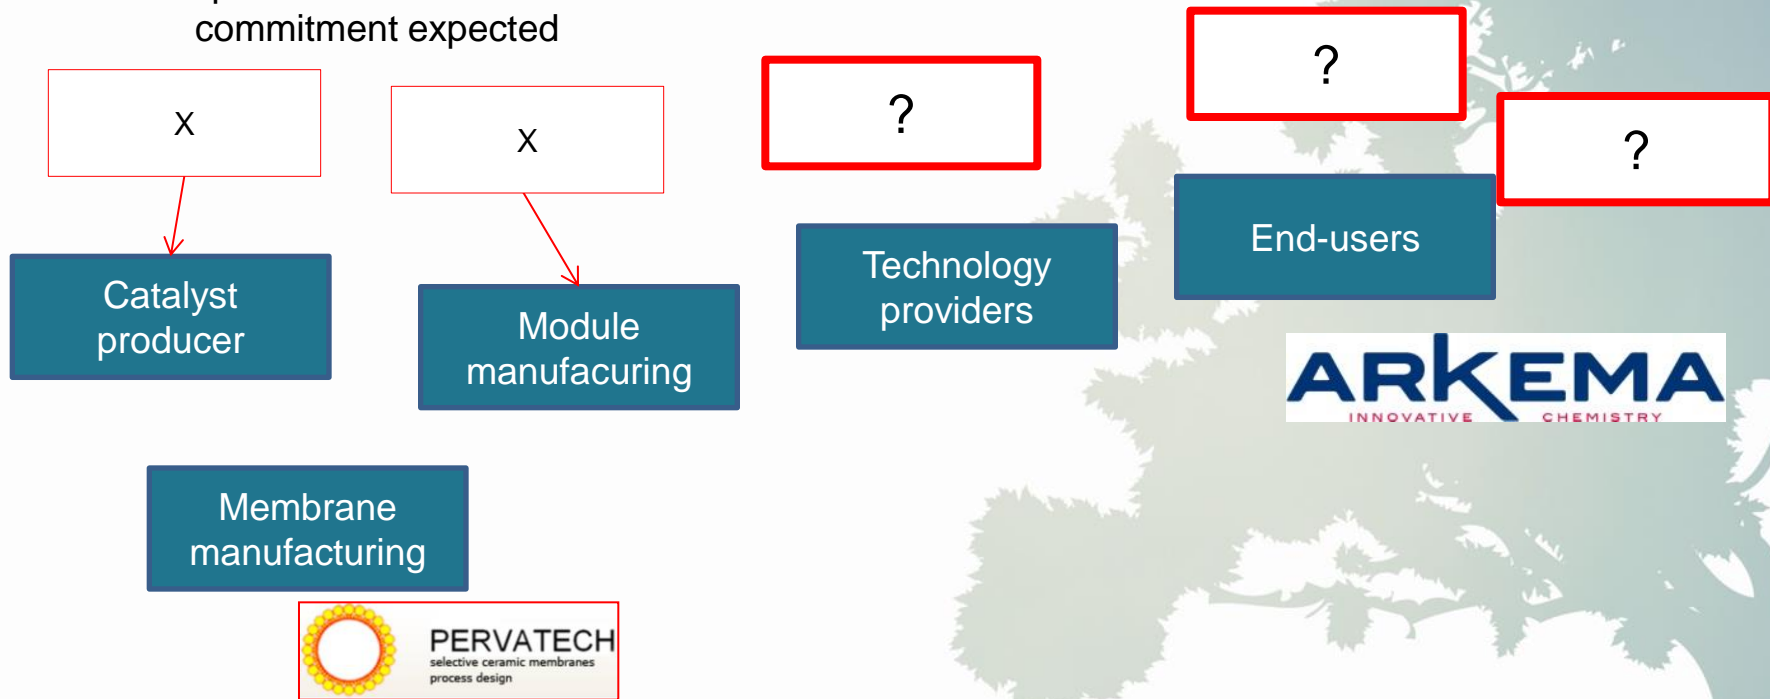 commitment expected
X
X
?
?
?
Catalyst
producer
Module
manufacuring
Technology
providers
End-users
ARKEMA
INNOVATIVE CHEMISTRY
Membrane
manufacturing
PERVATECH
selective ceramic membranes
process design